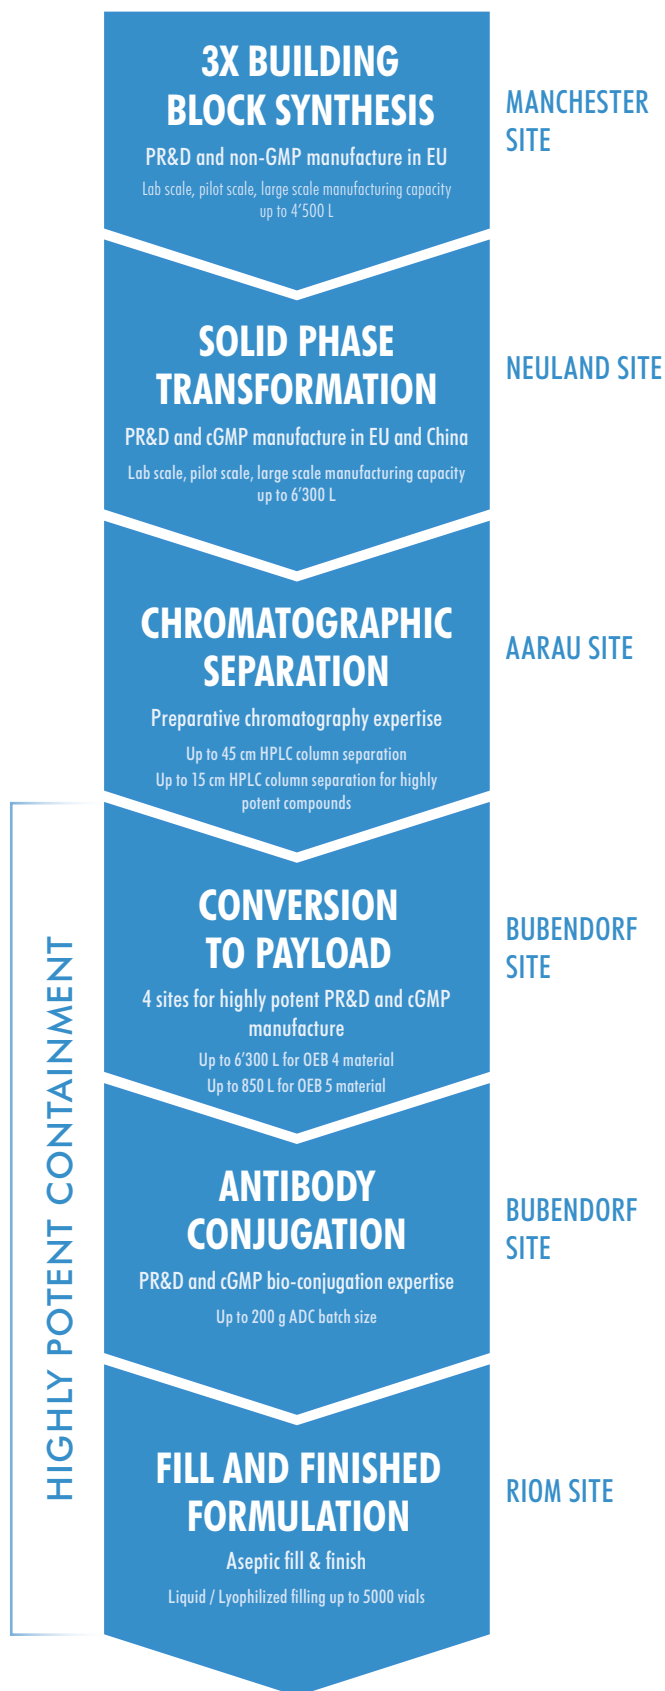 3X BUILDING
BLOCK SYNTHESIS
PR&D and non-GMP manufacture in EU
Lab scale, pilot scale, large scale manufacturing capacity
up to 4'500 L
MANCHESTER
SITE
SOLID PHASE
TRANSFORMATION
PR&D and cGMP manufacture in EU and China
Lab scale, pilot scale, large scale manufacturing capacity
up to 6'300 L
NEULAND SITE
CHROMATOGRAPHIC
SEPARATION
Preparative chromatography expertise
Up to 45 cm HPLC column separation
Up to 15 cm HPLC column separation for highly
potent compounds
AARAU SITE
HIGHLY POTENT CONTAINMENT
CONVERSION
TO PAYLOAD
4 sites for highly potent PR&D and cGMP
manufacture
Up to 6'300 L for OEB 4 material
Up to 850 L for OEB 5 material
BUBENDORF
SITE
ANTIBODY
CONJUGATION
PR&D and cGMP bio-conjugation expertise
Up to 200 g ADC batch size
BUBENDORF
SITE
FILL AND FINISHED
FORMULATION
Aseptic fill & finish
Liquid / Lyophilized filling up to 5000 vials
RIOM SITE